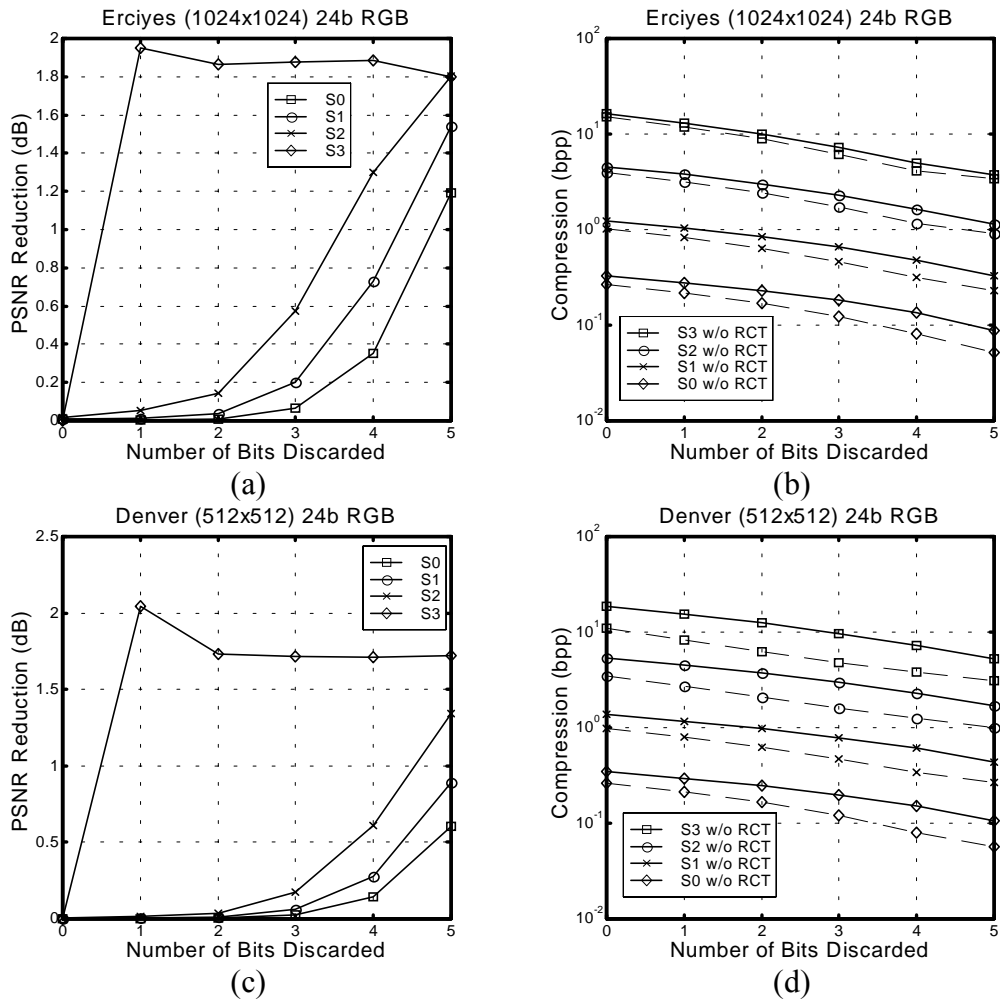 Erciyes (1024x1024) 24b RGB
PSNR Reduction (dB)
2
1.8
1.6
1.4
1.2
1
0.8
0.6
0.4
0.2
0
S0
S1
S2
S3
0 1 2 3 4 5
Number of Bits Discarded
(a)
Erciyes (1024x1024) 24b RGB
Compression (bpp)
10^2
10^1
10^0
10^-1
10^-2
S3 w/o RCT
S2 w/o RCT
S1 w/o RCT
S0 w/o RCT
0 1 2 3 4 5
Number of Bits Discarded
(b)
Denver (512x512) 24b RGB
PSNR Reduction (dB)
2.5
2
1.5
1
0.5
0
S0
S1
S2
S3
0 1 2 3 4 5
Number of Bits Discarded
(c)
Denver (512x512) 24b RGB
Compression (bpp)
10^2
10^1
10^0
10^-1
10^-2
S3 w/o RCT
S2 w/o RCT
S1 w/o RCT
S0 w/o RCT
0 1 2 3 4 5
Number of Bits Discarded
(d)